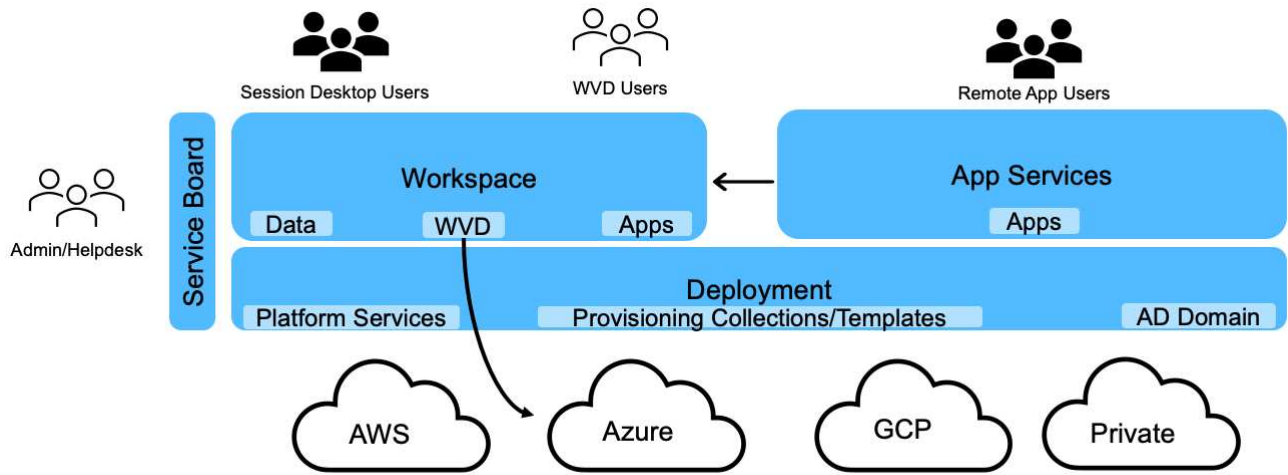 Session Desktop Users
WVD Users
Remote App Users
Admin/Helpdesk
Service Board
Workspace
Data
WVD
Apps
App Services
Apps
Deployment
Platform Services
Provisioning Collections/Templates
AD Domain
AWS
Azure
GCP
Private